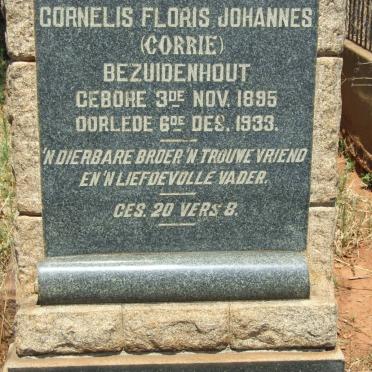 CORNELIS FLORIS JOHANNES
(CORRIE)
BEZUIDENHOUT
GEBORE 3DE NOV. 1895
OORLEDE 6DE DES. 1933.
'N DIERBARE BROER 'N TROUWE VRIEND
EN 'N LIEFDEVOLLE VADER.
GES. 20 VERS 8.